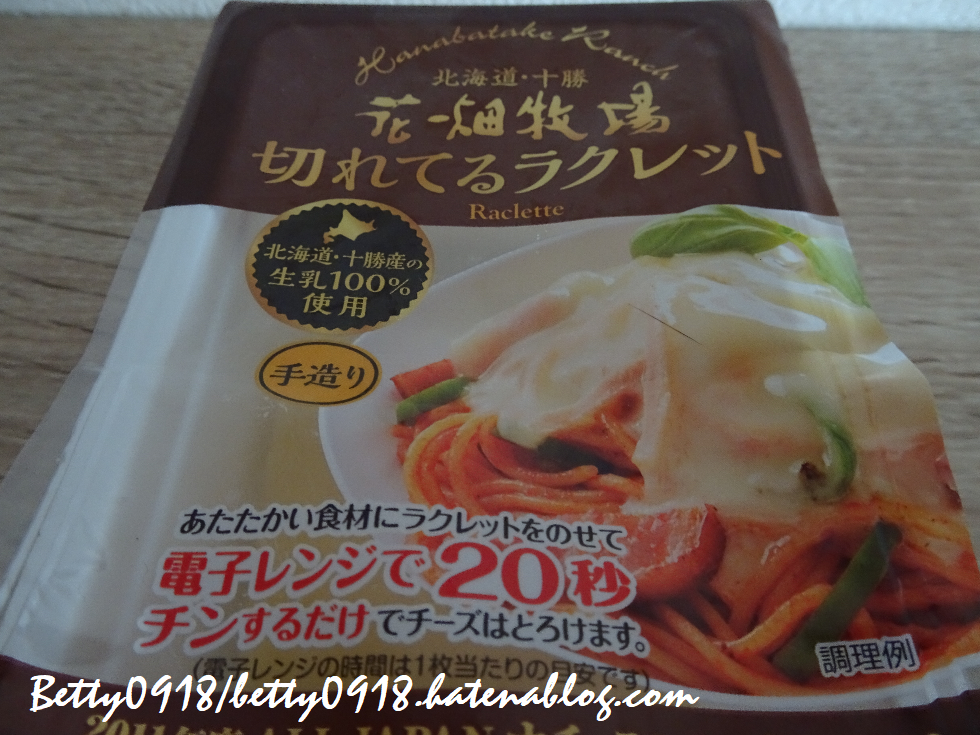 Hanabatake Ranch
北海道・十勝
花畑牧場
切れてるラクレット
Raclette
北海道・十勝産の
生乳100%
使用
手造り
あたたかい食材にラクレットをのせて
電子レンジで20秒
チンするだけでチーズはとろけます。
(電子レンジの時間は1枚当たりの目安です)
調理例
Betty0918/betty0918.hatenablog.com